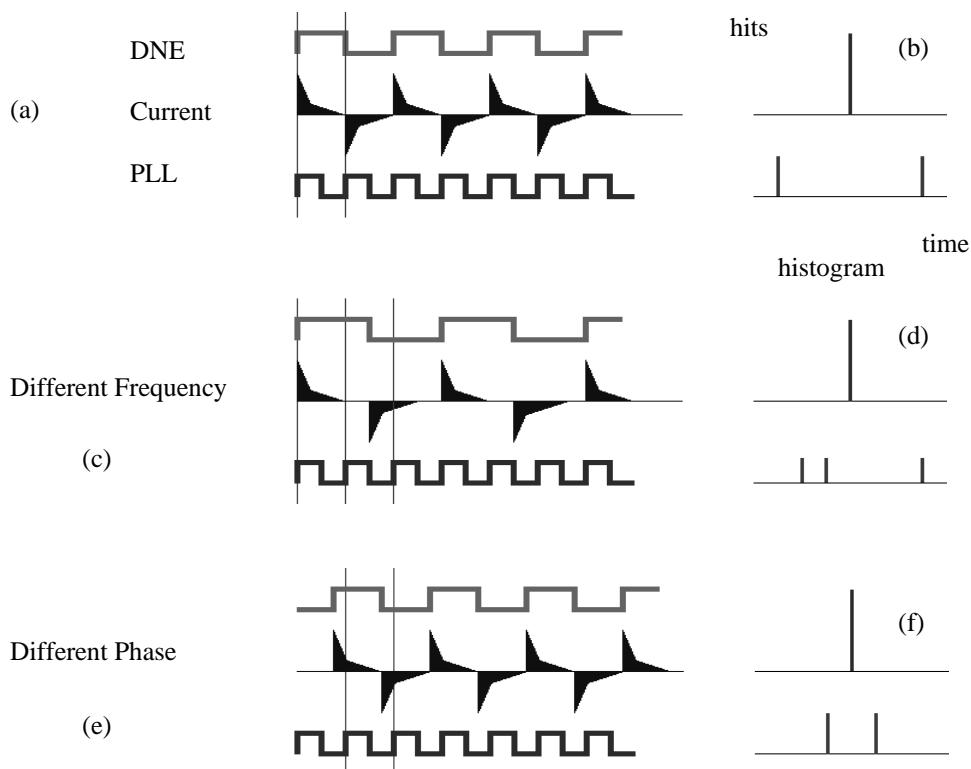 hits
DNE
(b)
(a)
Current
PLL
time
histogram
(d)
Different Frequency
(c)
(f)
Different Phase
(e)